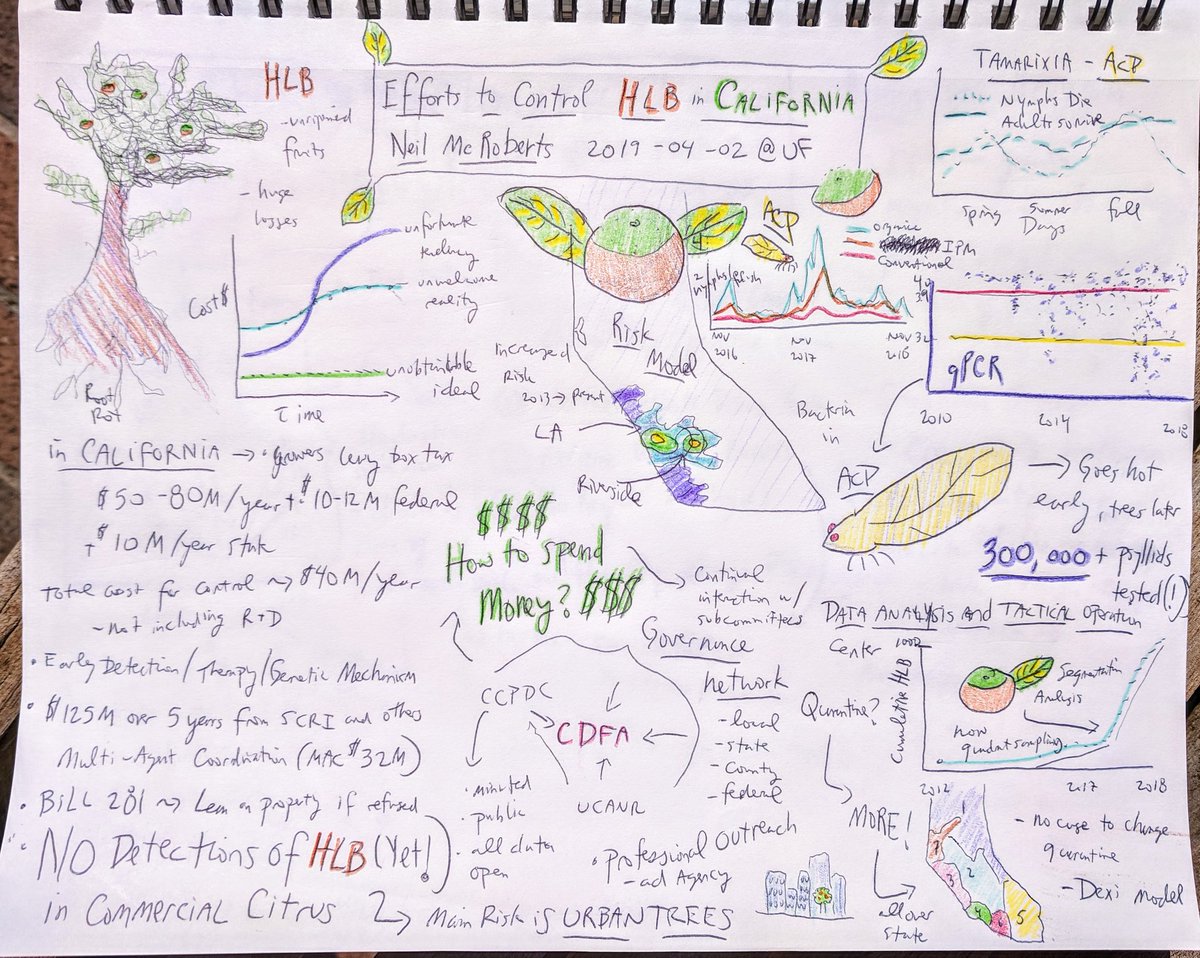 Efforts to Control HLB in CALIFORNIA
Neil McRoberts 2019-04-02 @UF
HLB
- unripened
fruits
- huge
losses
Root
Rot
Cost $
Time
unfortunate
tendency
unwelcome
reality
unobtainable
ideal
TAMARIXIA - ACP
Nymphs Die
Adults survive
spring
summer
Days
fall
ACP
organic
IPM
Conventional
nymphs/flush
Nov
2016
Nov
2017
Nov
2016
Risk
Model
Increased
Risk
2013 → present
LA
Riverside
40
39
32
qPCR
2010
2014
2018
Bacteria
in
ACP
→ Goes hot
early, trees later
300,000 + psyllids
tested(!)
in CALIFORNIA → • growers levy box tax
$50-80M/year + $10-12M federal
+ $10M/year state
total cost for control ~> $40M/year
- not including R+D
• Early Detection/Therapy/Genetic Mechanism
• $125M over 5 years from SCRI and others
Multi-Agent Coordination (MAC $32M)
• BILL 281 ~> Lean on property if refused
• NO Detections of HLB (Yet!)
in Commercial Citrus
→ Main Risk is URBAN TREES
$$$$
How to spend
Money? $$$
Continual
interaction w/
subcommittees
Governance
CCPDC
CDFA
UCANR
• minuted
• public
• all data
open
network
- local
- state
- County
- federal
• professional outreach
- ad Agency
DATA ANALYSIS AND TACTICAL Operation
Center
Quarantine?
MORE!
all over
state
1000
Cumulative HLB
Segmentation
Analysis
now
quadrat sampling
2012
2017
2018
1
2
3
3
4
5
- no case to change
quarantine
- Dexi model